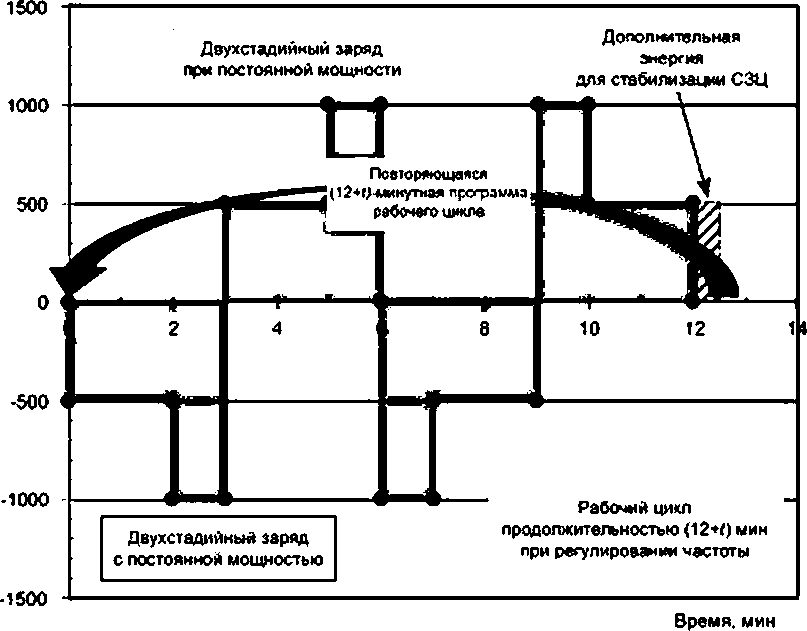 1500
Двухстадийный заряд
при постоянной мощности
Дополнительная
энергия
для стабилизации СЗЦ
1000
Повторяющаяся
(12+t)-минутная программа
рабочего цикла
500
0
2
4
8
10
12
14
-500
-1000
Двухстадийный заряд
с постоянной мощностью
Рабочий цикл
продолжительностью (12+t) мин
при регулировании частоты
-1500
Время, мин